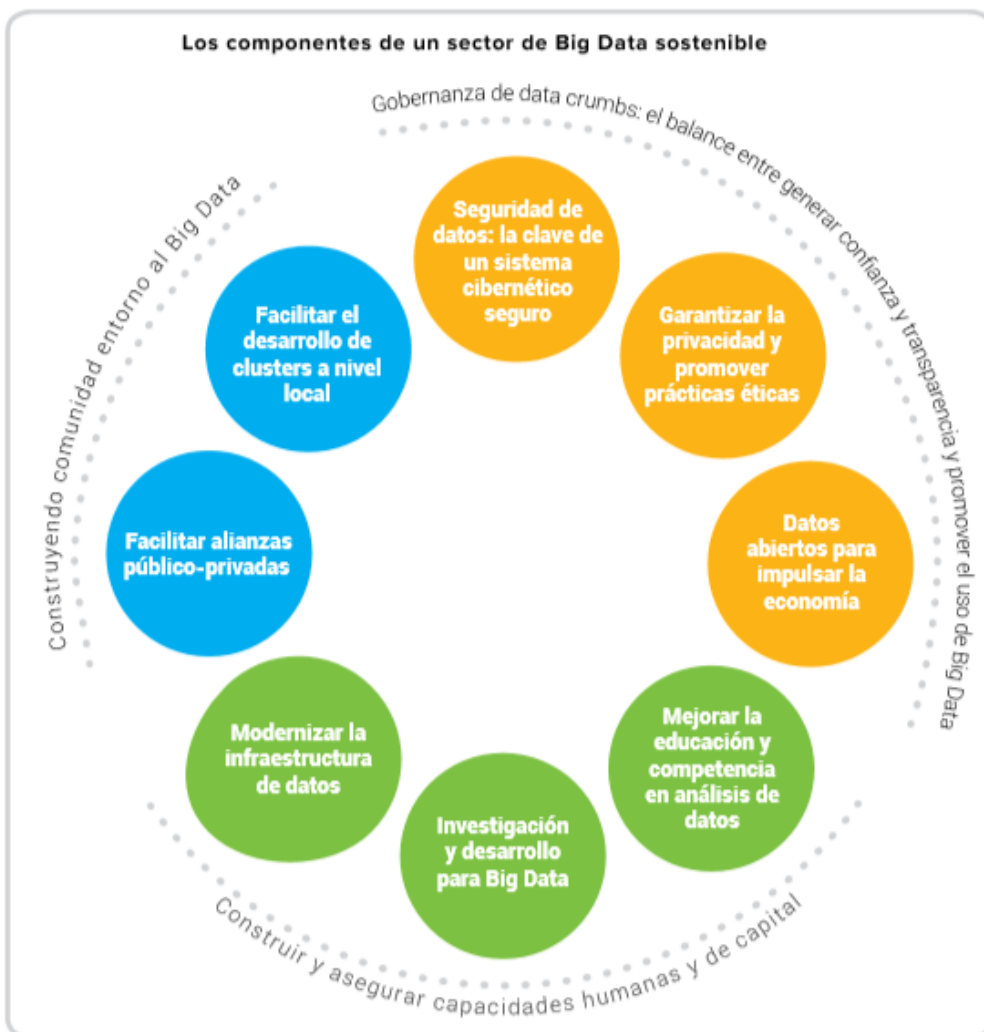 Los componentes de un sector de Big Data sostenible
Gobernanza de data crumbs: el balance entre generar confianza y transparencia y promover el uso de Big Data
Seguridad de
datos: la clave de
un sistema
cibernético
seguro
Garantizar la
privacidad y
promover
prácticas éticas
Datos
abiertos para
impulsar la
economía
Construir y asegurar capacidades humanas y de capital
Mejorar la
educación y
competencia
en análisis de
datos
Investigación
y desarrollo
para Big Data
Modernizar la
infraestructura
de datos
Construyendo comunidad entorno al Big Data
Facilitar alianzas
público-privadas
Facilitar el
desarrollo de
clusters a nivel
local